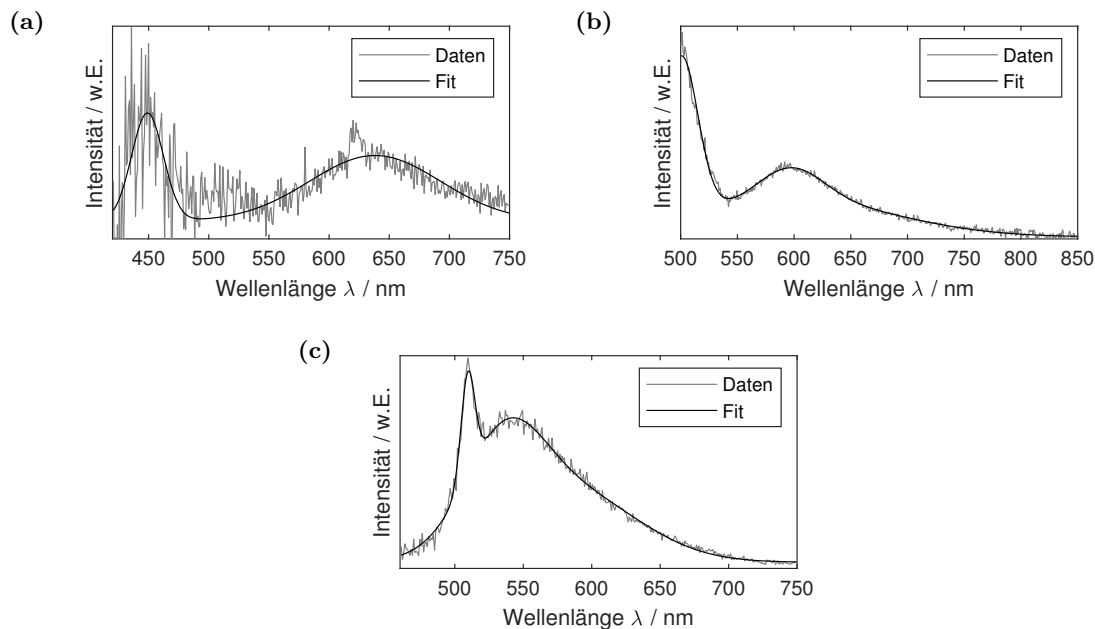 (a)
Intensität / w.E.
Daten
Fit
450 500 550 600 650 700 750
Wellenlänge λ / nm
(b)
Intensität / w.E.
Daten
Fit
500 550 600 650 700 750 800 850
Wellenlänge λ / nm
(c)
Intensität / w.E.
Daten
Fit
500 550 600 650 700 750
Wellenlänge λ / nm